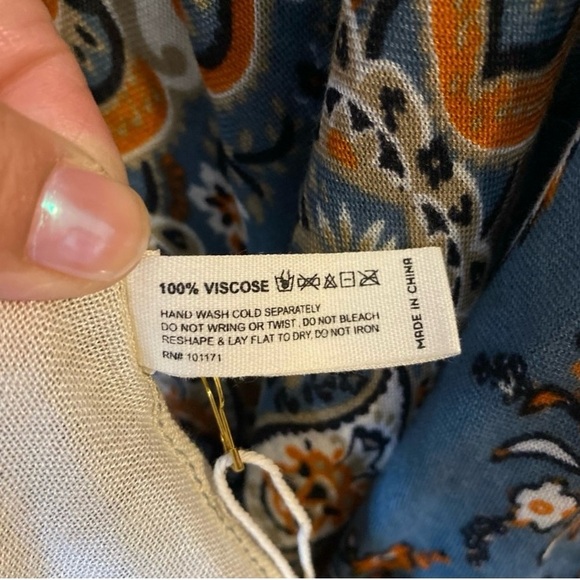 100% VISCOSE
HAND WASH COLD SEPARATELY
DO NOT WRING OR TWIST, DO NOT BLEACH
RESHAPE & LAY FLAT TO DRY, DO NOT IRON
RN# 101171
MADE IN CHINA